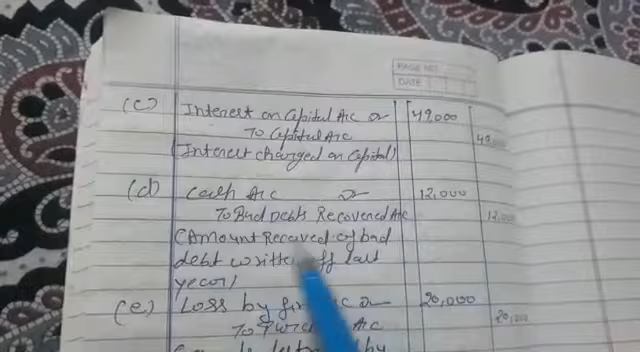 PAGE NO.
DATE
(c) Interest on Capital A/c Dr 49,000
To Capital A/c 49,000
(Interest charged on Capital)
(d) Cash A/c Dr 12,000
To Bad Debts Recovered A/c 12,000
(Amount Received of bad
debt written off last
year)
(e) Loss by A/c Dr 20,000
To A/c 20,000
by